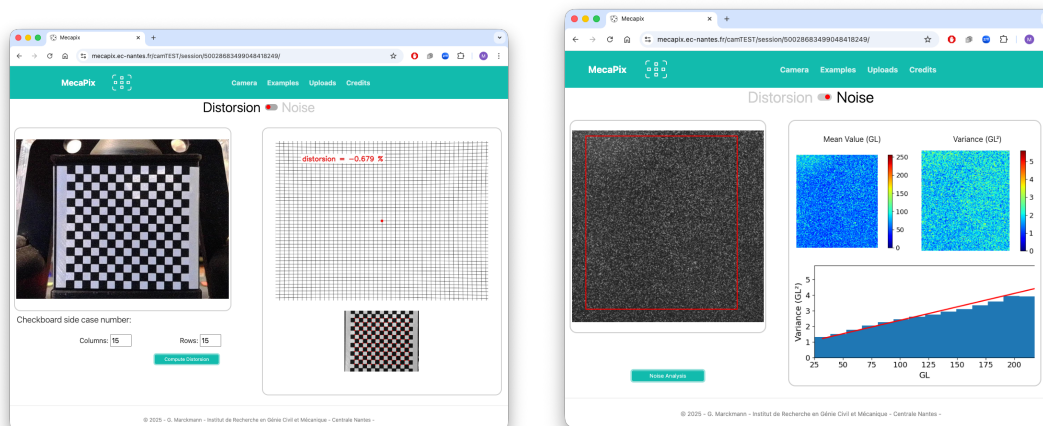 Mecapix
mecapix.ec-nantes.fr/camTEST/session/50028683499048418249/
MecaPix
Camera Examples Uploads Credits
Distorsion Noise
distorsion = -0.679 %
Checkboard side case number:
Columns: 15 Rows: 15
Compute Distorsion
© 2025 - G. Marckmann - Institut de Recherche en Génie Civil et Mécanique - Centrale Nantes -
Mecapix
mecapix.ec-nantes.fr/camTEST/session/50028683499048418249/
MecaPix
Camera Examples Uploads Credits
Distorsion Noise
Mean Value (GL) Variance (GL²)
250
200
150
100
50
0
5
4
3
2
1
0
Variance (GL²)
5
4
3
2
1
0
25 50 75 100 125 150 175 200
GL
Noise Analysis
© 2025 - G. Marckmann - Institut de Recherche en Génie Civil et Mécanique - Centrale Nantes -